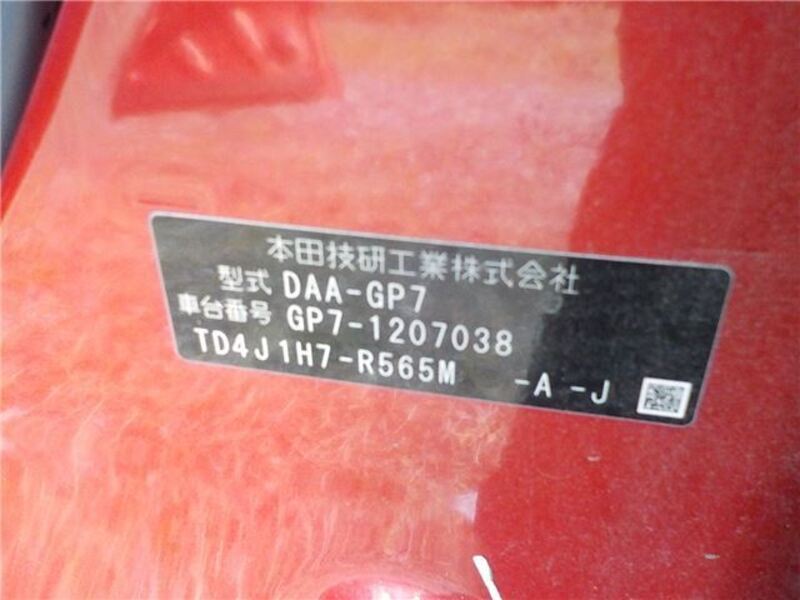 本田技研工業株式会社
型式 DAA-GP7
車台番号 GP7-1207038
TD4J1H7-R565M -A -J